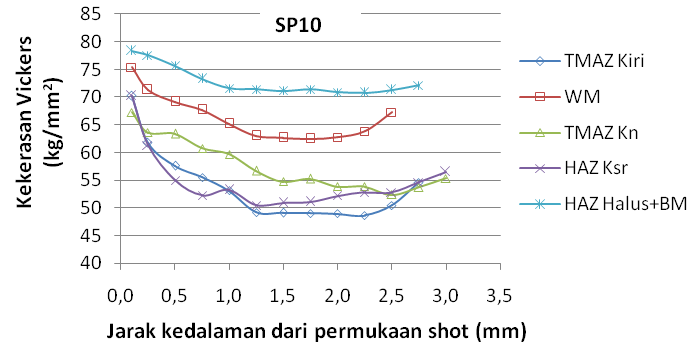 SP10
Kekerasan Vickers
(kg/mm²)
85
80
75
70
65
60
55
50
45
40
0,0 0,5 1,0 1,5 2,0 2,5 3,0 3,5
Jarak kedalaman dari permukaan shot (mm)
TMAZ Kiri
WM
TMAZ Kn
HAZ Ksr
HAZ Halus+BM